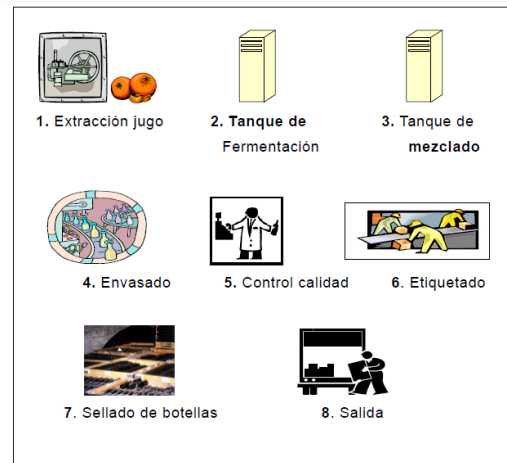 1. Extracción jugo
2. Tanque de
Fermentación
3. Tanque de
mezclado
4. Envasado
5. Control calidad
6. Etiquetado
7. Sellado de botellas
8. Salida